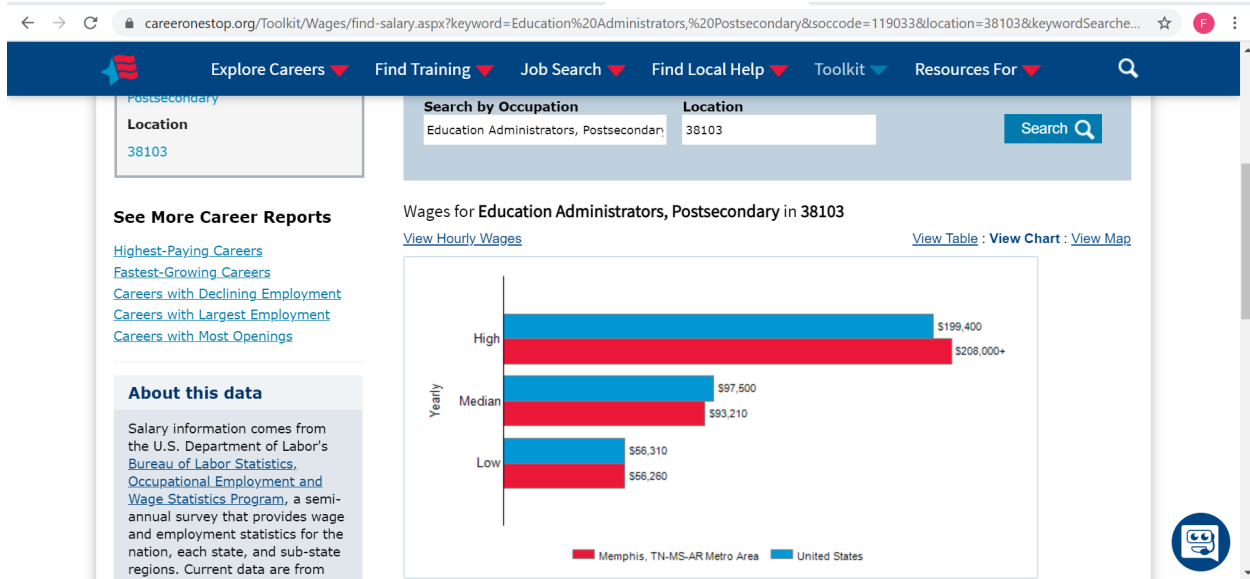 careeronestop.org/Toolkit/Wages/find-salary.aspx?keyword=Education%20Administrators,%20Postsecondary&soccode=119033&location=38103&keywordSearche...
F
Explore Careers
Find Training
Job Search
Find Local Help
Toolkit
Resources For
Postsecondary
Location
38103
See More Career Reports
Highest-Paying Careers
Fastest-Growing Careers
Careers with Declining Employment
Careers with Largest Employment
Careers with Most Openings
About this data
Salary information comes from
the U.S. Department of Labor's
Bureau of Labor Statistics,
Occupational Employment and
Wage Statistics Program, a semi-
annual survey that provides wage
and employment statistics for the
nation, each state, and sub-state
regions. Current data are from
Search by Occupation
Location
Education Administrators, Postsecondar
38103
Search
Wages for Education Administrators, Postsecondary in 38103
View Hourly Wages
View Table : View Chart : View Map
Yearly
High
$199,400
$208,000+
Median
$97,500
$93,210
Low
$56,310
$56,260
Memphis, TN-MS-AR Metro Area
United States